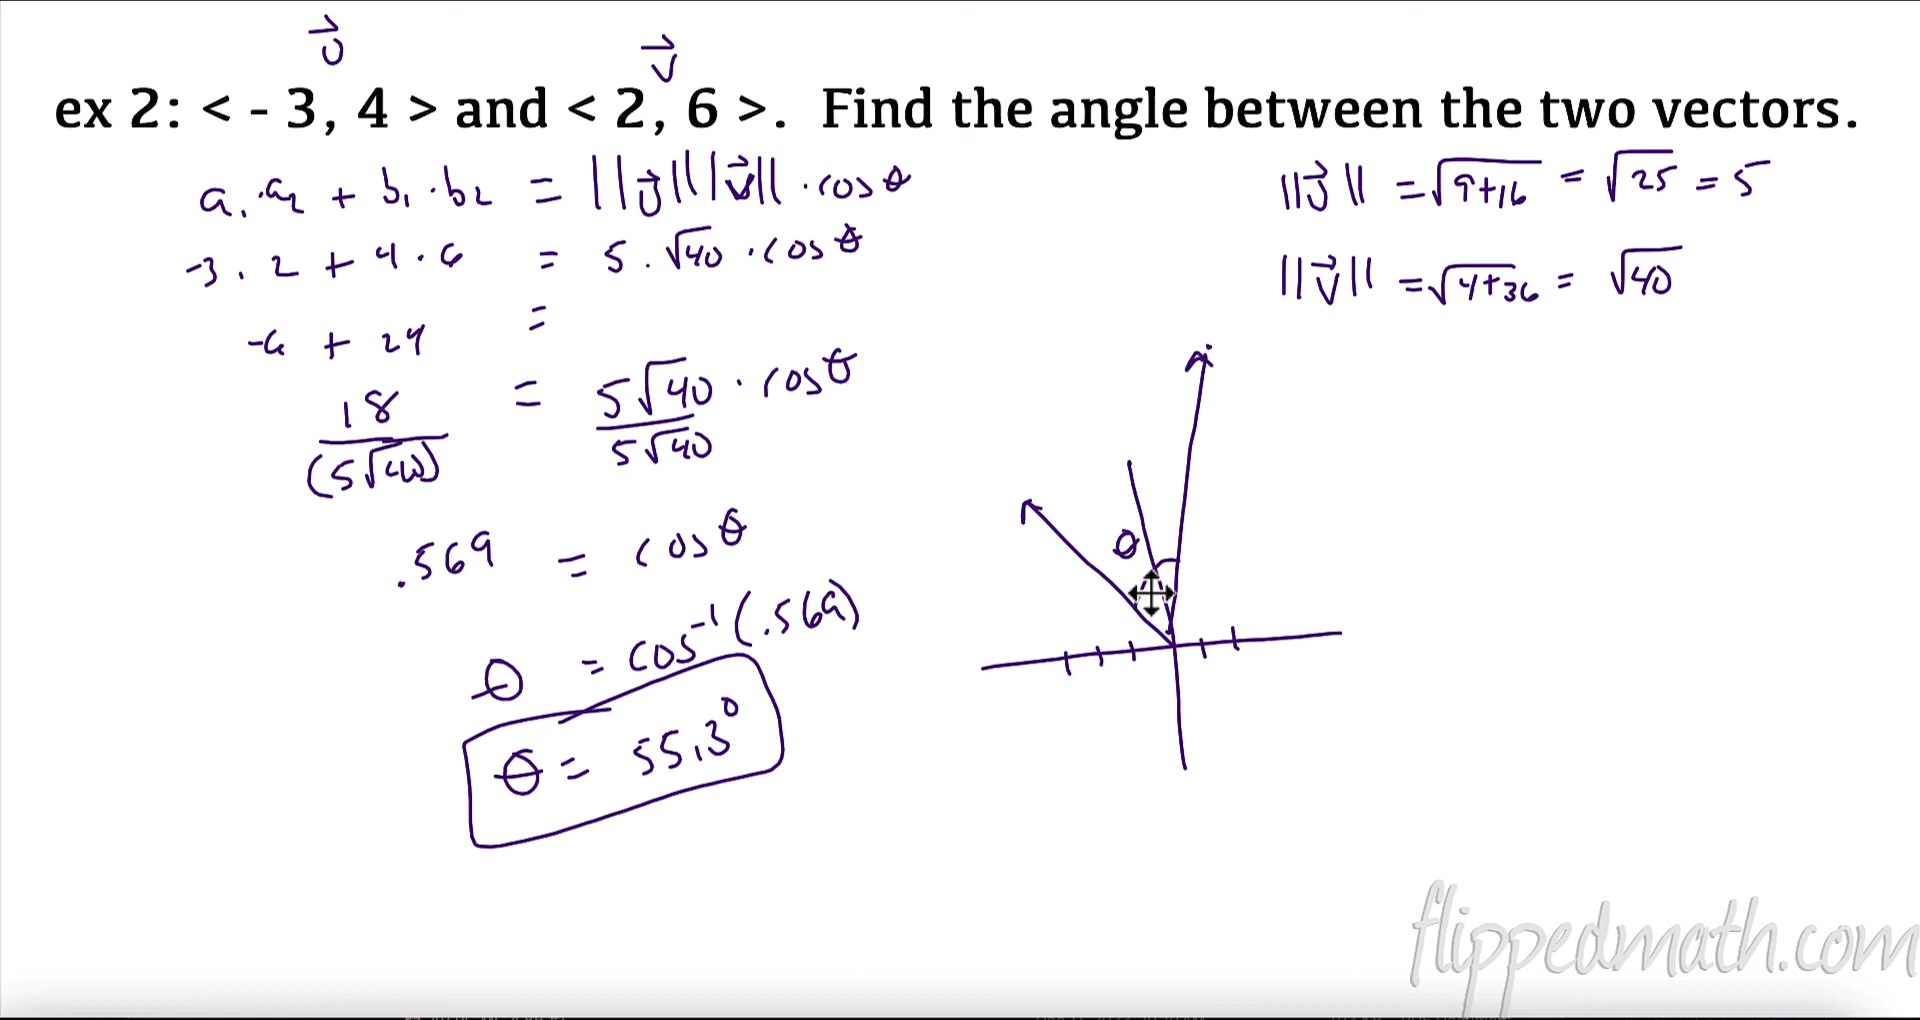 →U →V
ex 2: < - 3, 4 > and < 2, 6 >. Find the angle between the two vectors.
a₁·a₂ + b₁·b₂ = ||→U|| ||→V|| · cos θ
-3 · 2 + 4 · 6 = 5 · √40 · cos θ
-6 + 24 =
18 = 5√40 · cos θ
(5√40) 5√40
.569 = cos θ
θ = cos⁻¹(.569)
θ = 55.3°
||→U|| = √9+16 = √25 = 5
||→V|| = √4+36 = √40
θ
flippedmath.com